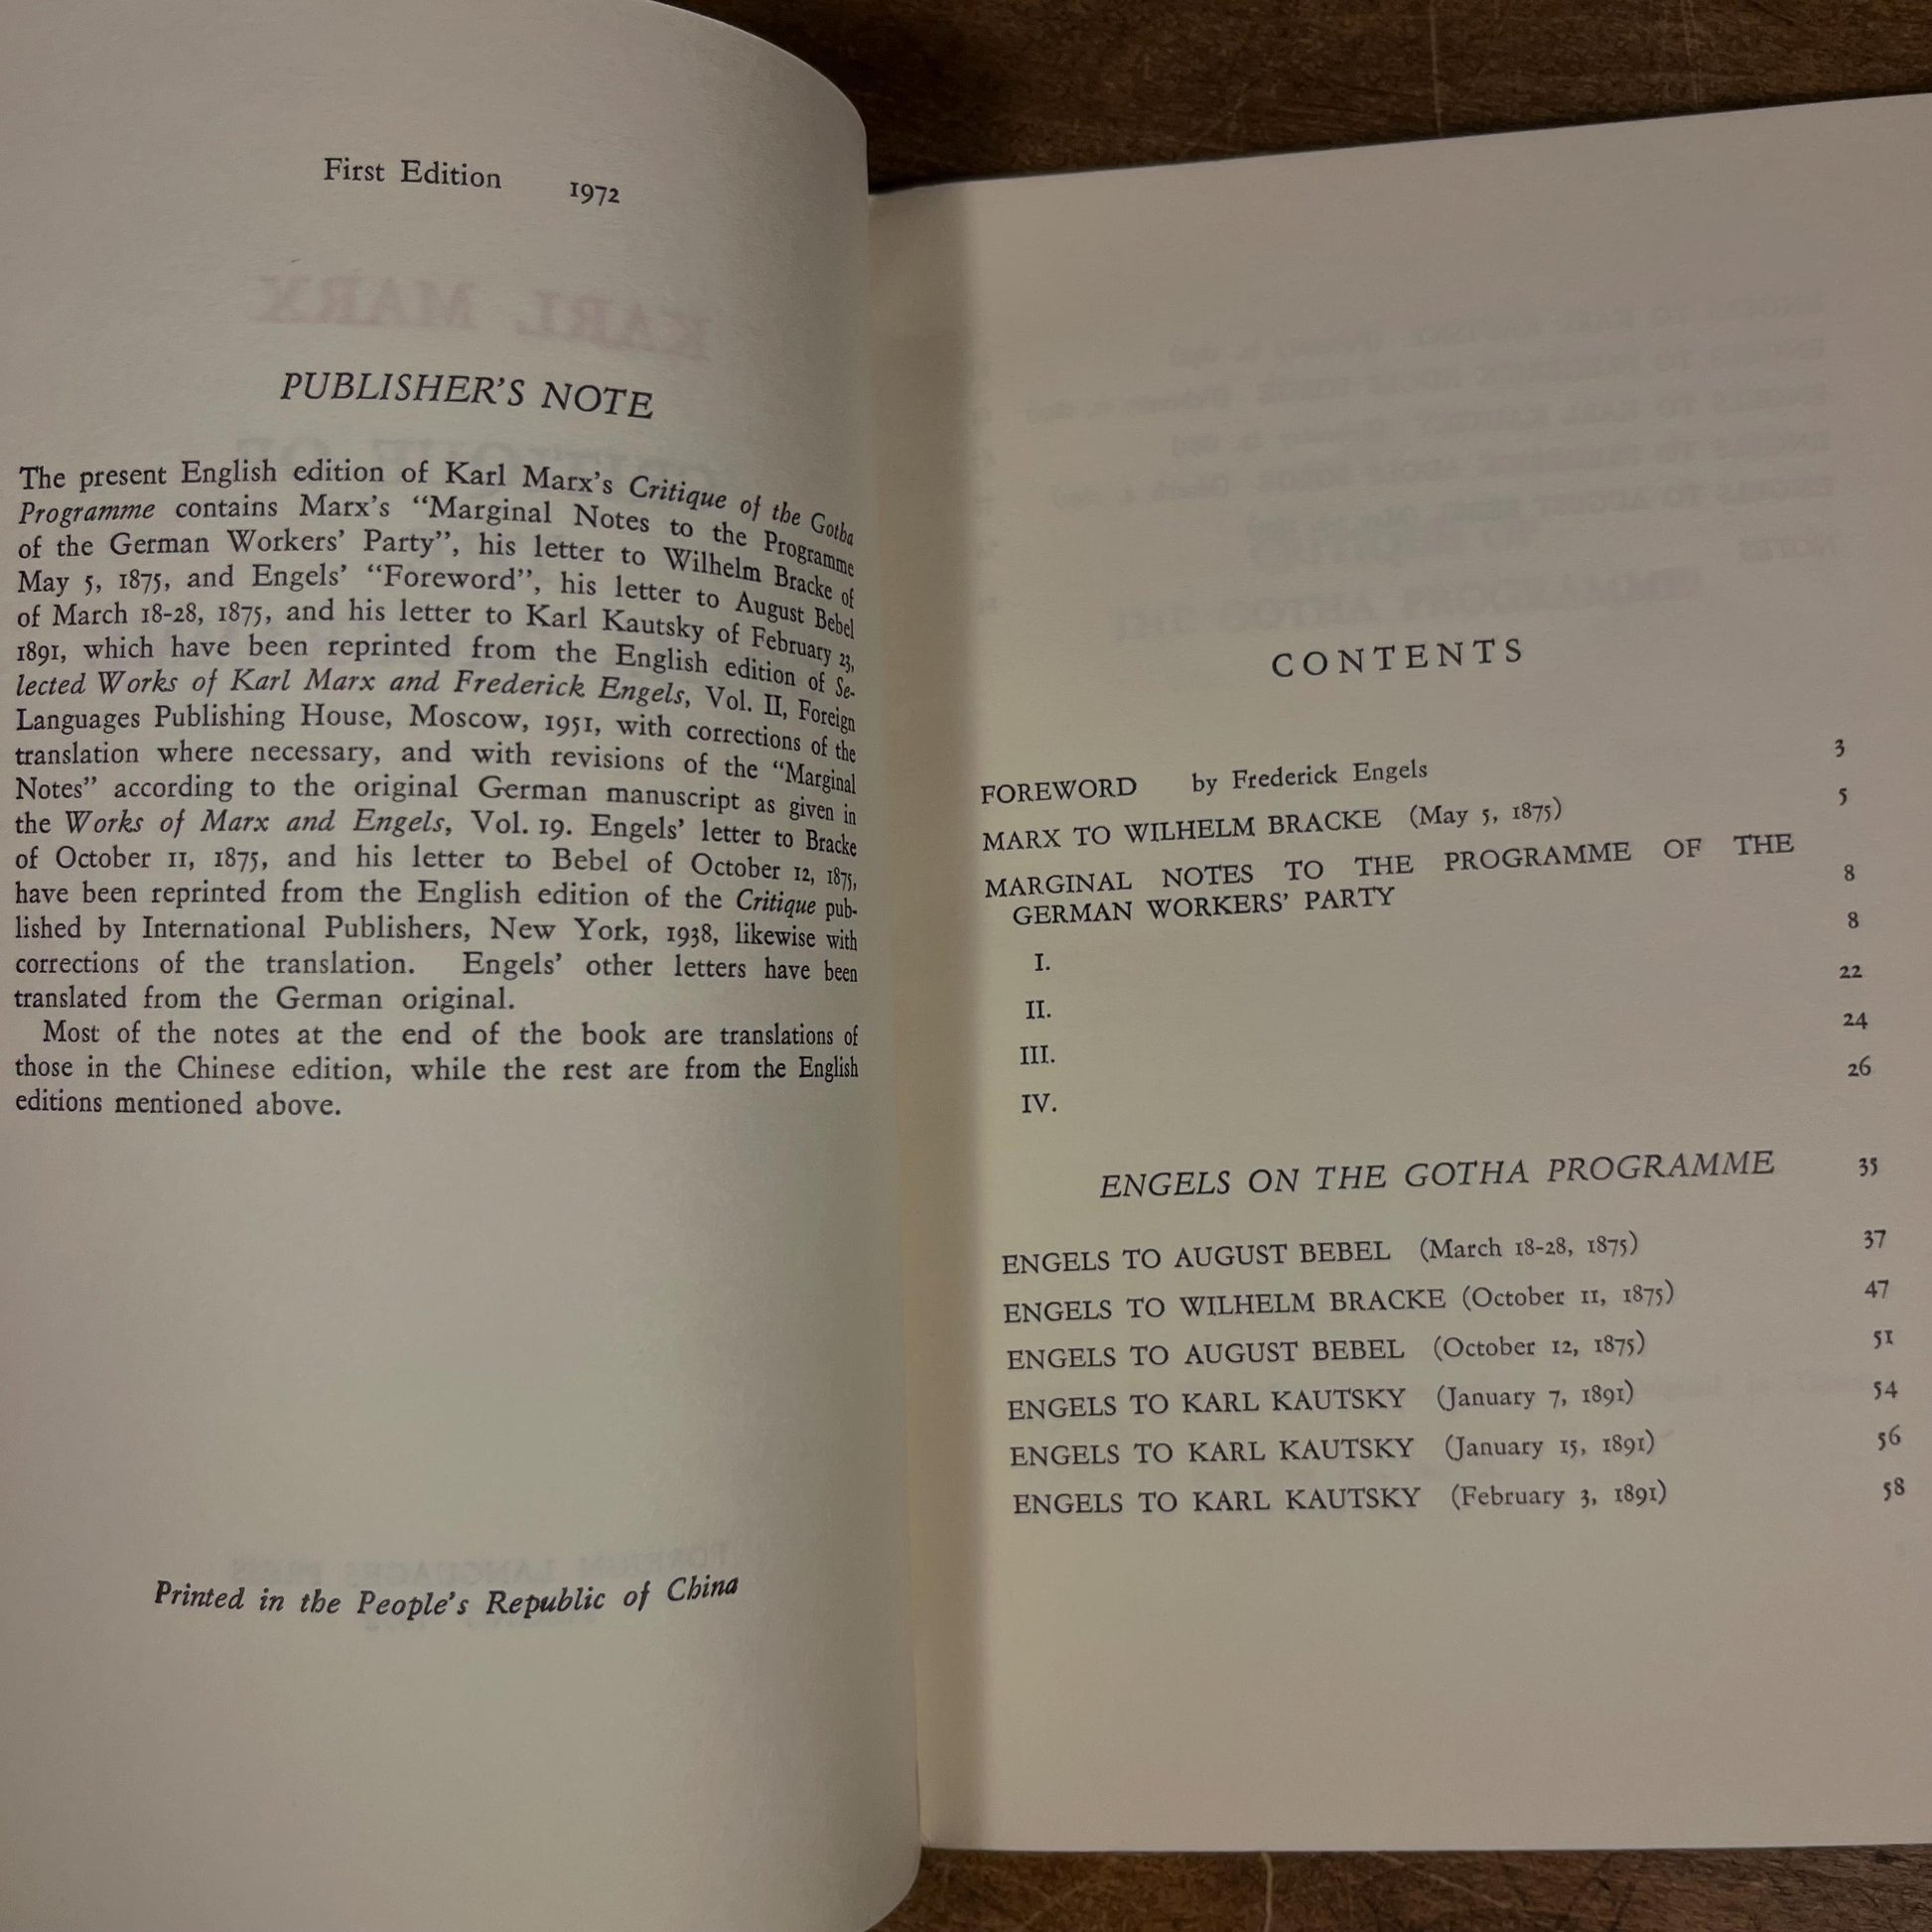 First Edition 1972
PUBLISHER'S NOTE
The present English edition of Karl Marx's Critique of the Gotha
Programme contains Marx's “Marginal Notes to the Programme
of the German Workers' Party”, his letter to Wilhelm Bracke of
May 5, 1875, and Engels' “Foreword”, his letter to August Bebel
of March 18-28, 1875, and his letter to Karl Kautsky of February 23,
1891, which have been reprinted from the English edition of Se-
lected Works of Karl Marx and Frederick Engels, Vol. II, Foreign
Languages Publishing House, Moscow, 1951, with corrections of the
translation where necessary, and with revisions of the “Marginal
Notes” according to the original German manuscript as given in
the Works of Marx and Engels, Vol. 19. Engels' letter to Bracke
of October 11, 1875, and his letter to Bebel of October 12, 1875,
have been reprinted from the English edition of the Critique pub-
lished by International Publishers, New York, 1938, likewise with
corrections of the translation. Engels' other letters have been
translated from the German original.
Most of the notes at the end of the book are translations of
those in the Chinese edition, while the rest are from the English
editions mentioned above.
Printed in the People's Republic of China
CONTENTS
FOREWORD by Frederick Engels 3
MARX TO WILHELM BRACKE (May 5, 1875) 5
MARGINAL NOTES TO THE PROGRAMME OF THE
GERMAN WORKERS' PARTY 8
I. 8
II. 22
III. 24
IV. 26
ENGELS ON THE GOTHA PROGRAMME 35
ENGELS TO AUGUST BEBEL (March 18-28, 1875) 37
ENGELS TO WILHELM BRACKE (October 11, 1875) 47
ENGELS TO AUGUST BEBEL (October 12, 1875) 51
ENGELS TO KARL KAUTSKY (January 7, 1891) 54
ENGELS TO KARL KAUTSKY (January 15, 1891) 56
ENGELS TO KARL KAUTSKY (February 3, 1891) 58